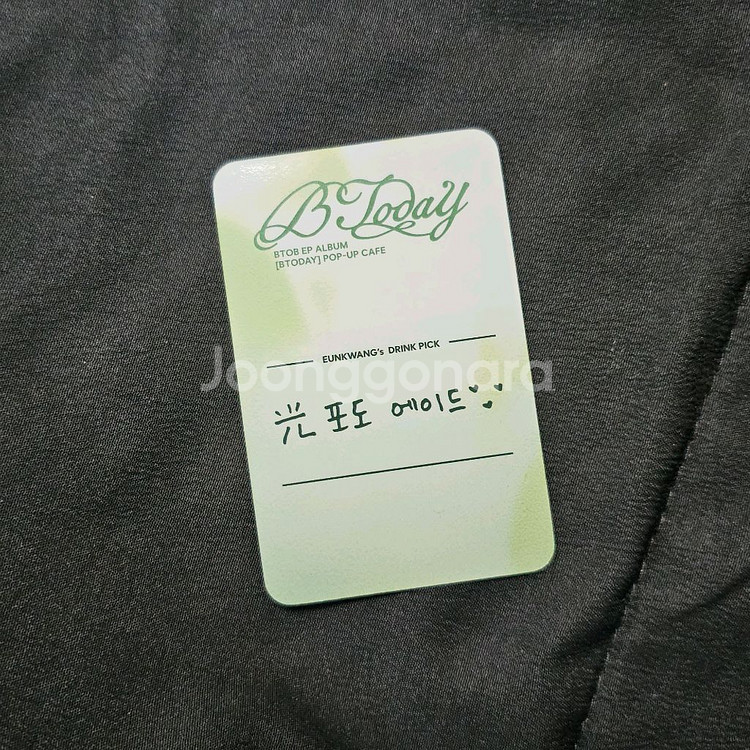 BToday
BTOB EP ALBUM
[BTODAY] POP-UP CAFE
EUNKWANG's DRINK PICK
Joonggonara
光 포도 에이드